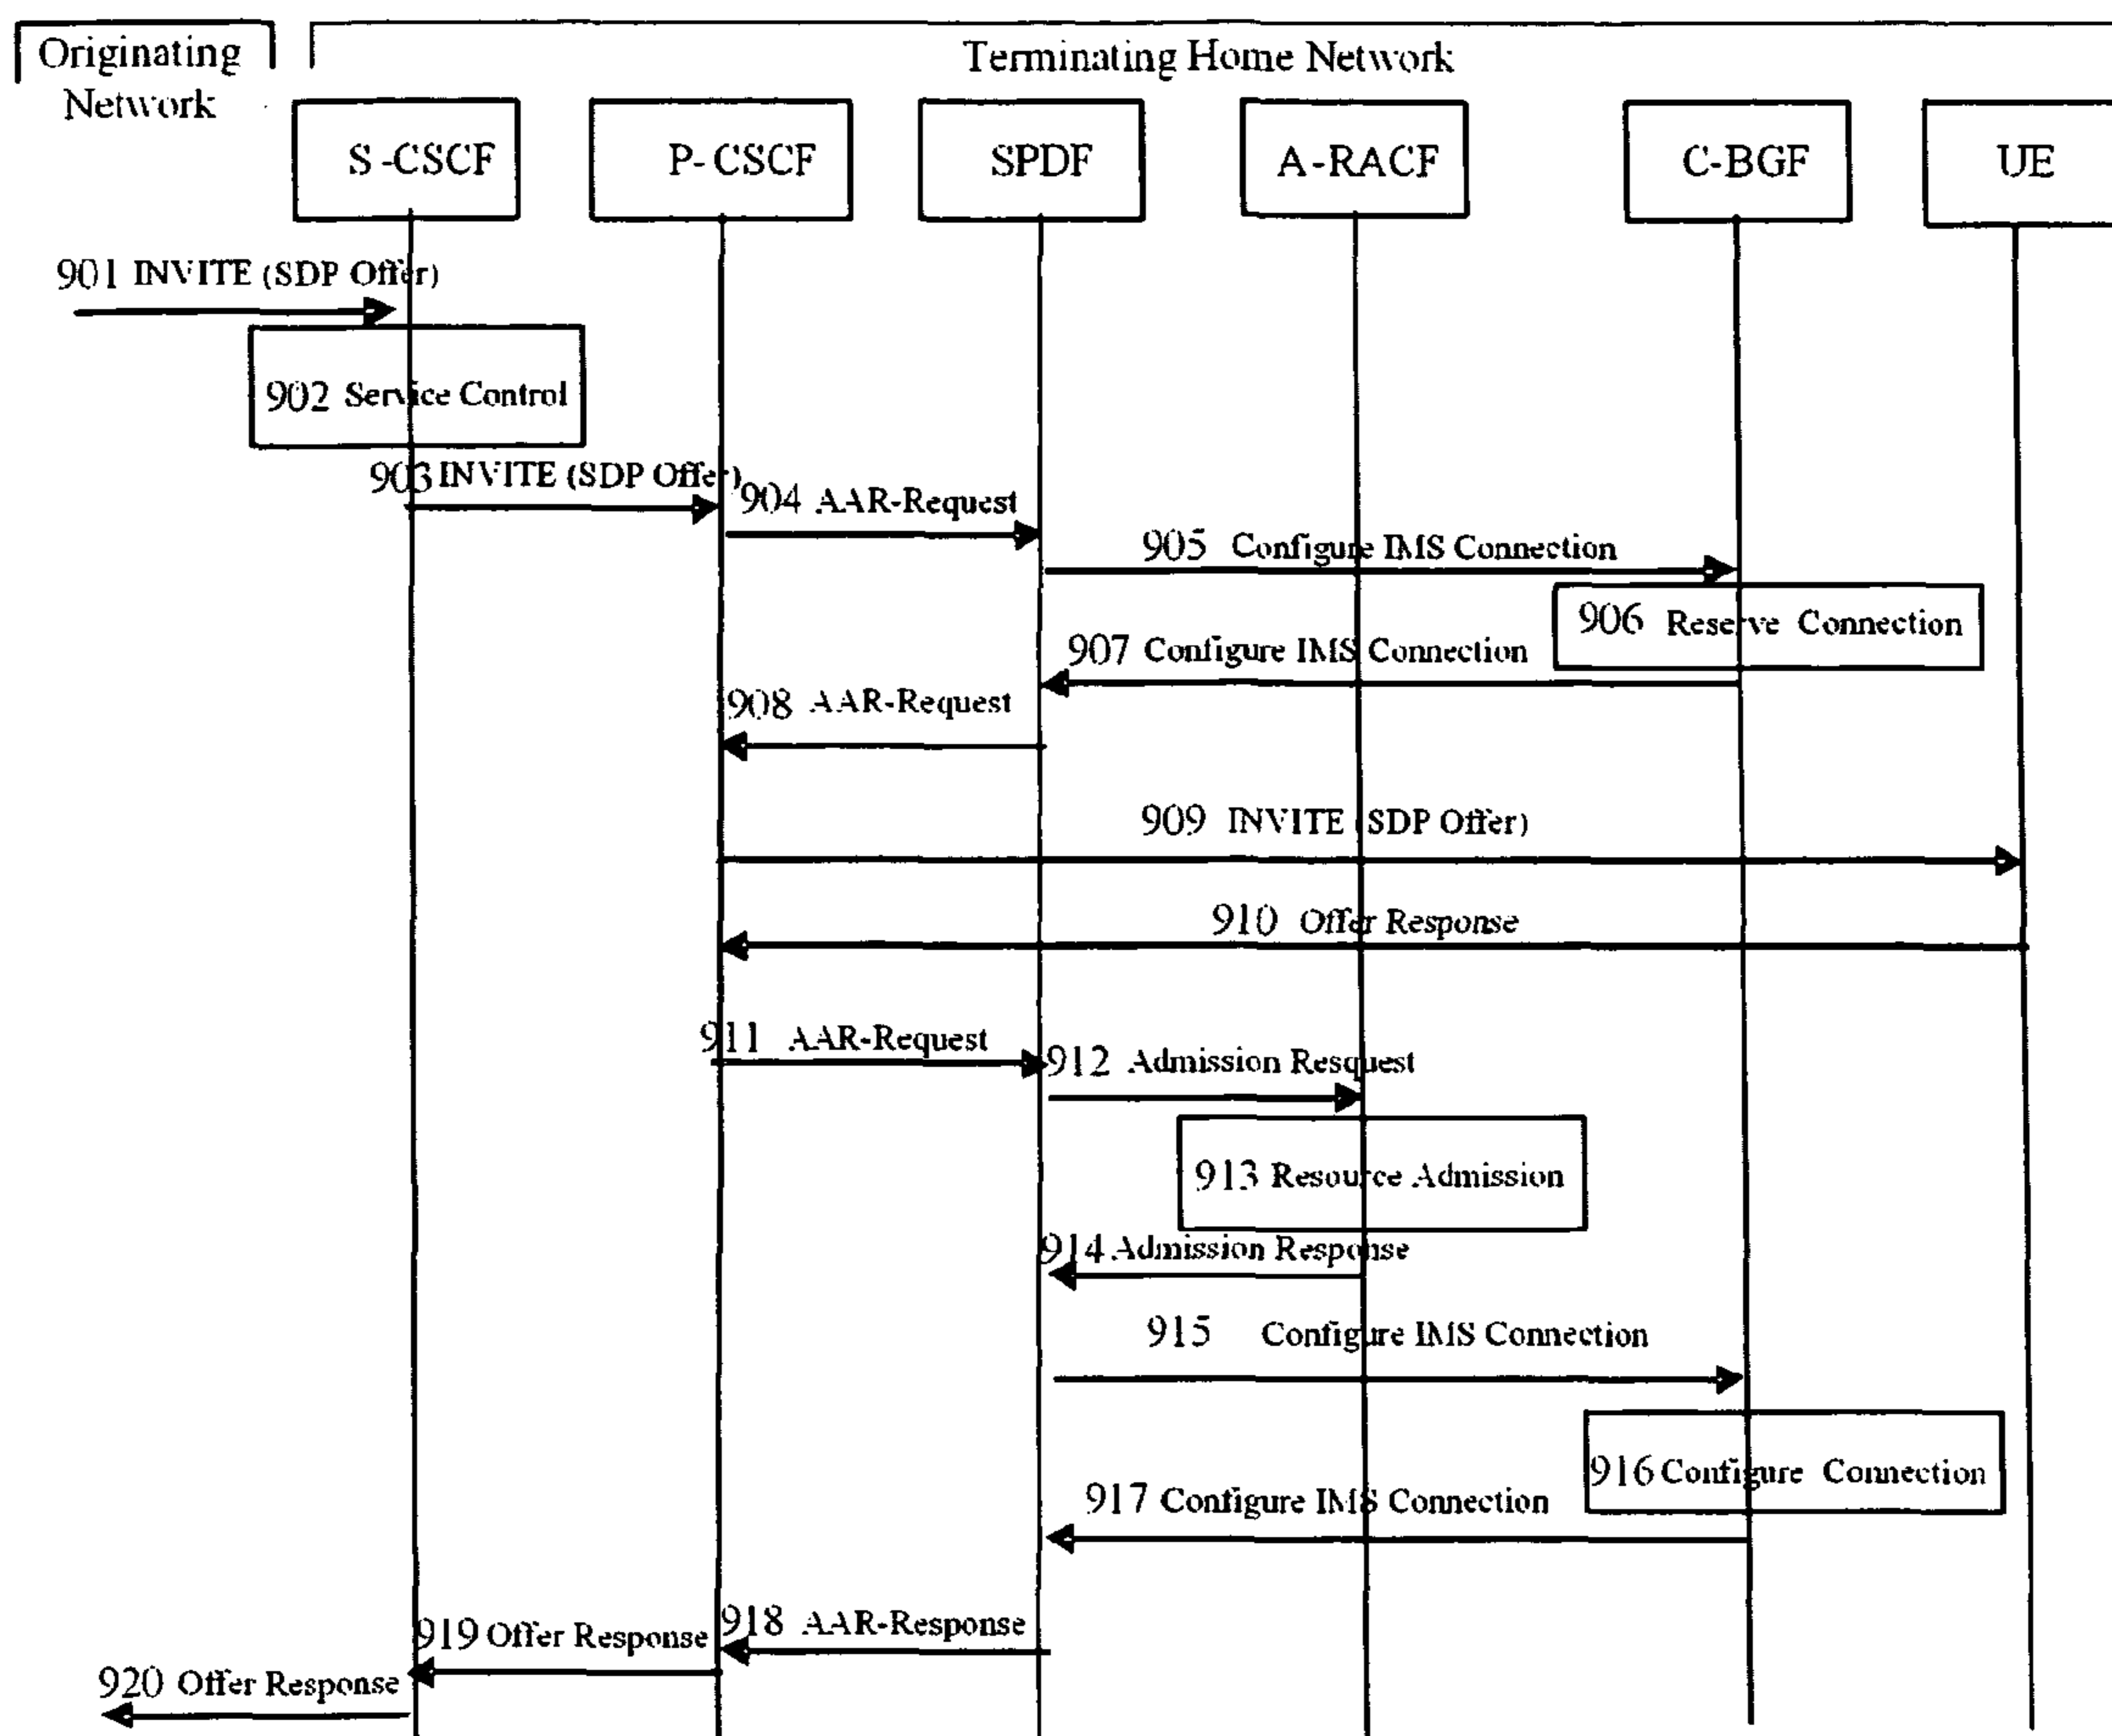 Originating
Network
Terminating Home Network
S-CSCF
P-CSCF
SPDF
A-RACF
C-BGF
UE
901 INVITE (SDP Offer)
902 Service Control
903 INVITE (SDP Offer)
904 AAR-Request
905 Configure IMS Connection
906 Reserve Connection
907 Configure IMS Connection
908 AAR-Request
909 INVITE (SDP Offer)
910 Offer Response
911 AAR-Request
912 Admission Resquest
913 Resource Admission
914 Admission Response
915 Configure IMS Connection
916 Configure Connection
917 Configure IMS Connection
918 AAR-Response
919 Offer Response
920 Offer Response